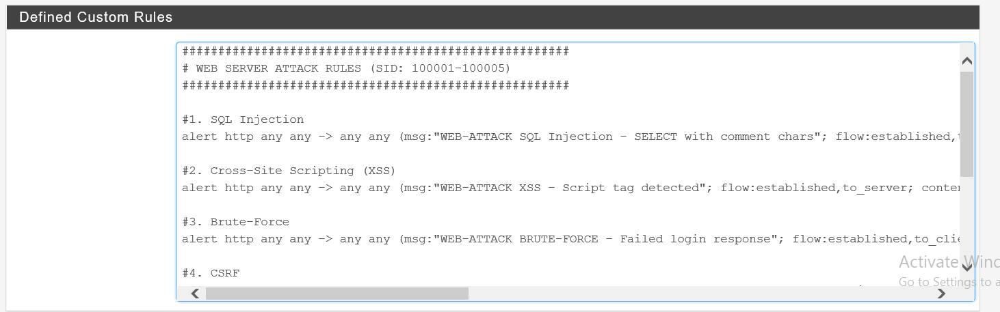 Defined Custom Rules
######################################################
# WEB SERVER ATTACK RULES (SID: 100001-100005)
######################################################
#1. SQL Injection
alert http any any -> any any (msg:"WEB-ATTACK SQL Injection - SELECT with comment chars"; flow:established,
#2. Cross-Site Scripting (XSS)
alert http any any -> any any (msg:"WEB-ATTACK XSS - Script tag detected"; flow:established,to_server; conte
#3. Brute-Force
alert http any any -> any any (msg:"WEB-ATTACK BRUTE-FORCE - Failed login response"; flow:established,to_cli
#4. CSRF
Activate Wind
Go to Settings to a